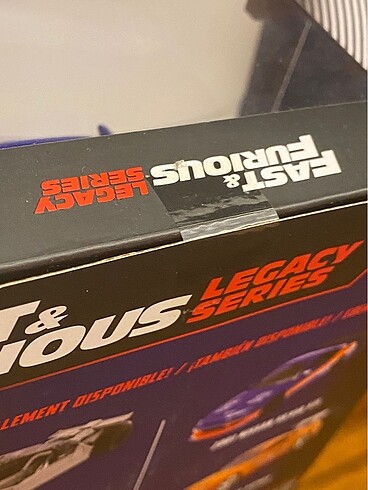 FAST &
FURIOUS
LEGACY
SERIES
T &
IOUS
LEGACY
SERIES
LEMENT DISPONIBLE! / ¡TAMBIÉN DISPONIBLE! /